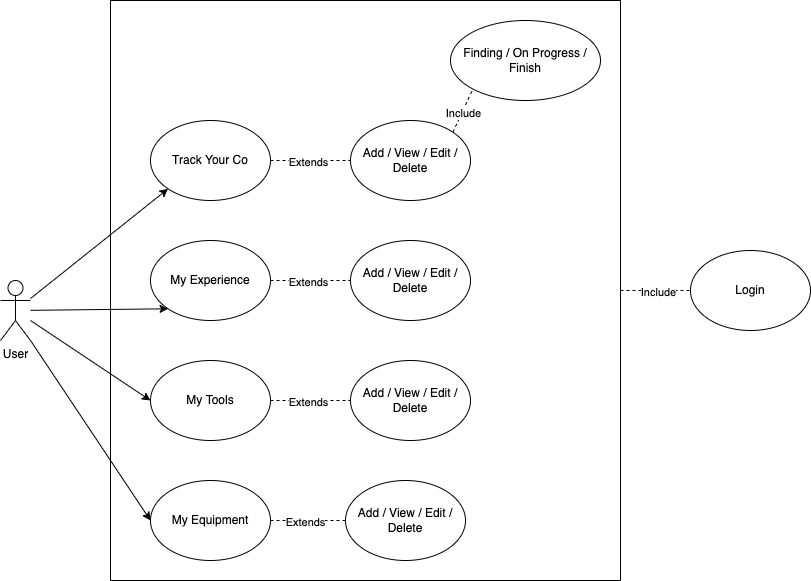 Finding / On Progress /
Finish
Include
Track Your Co
Extends
Add / View / Edit /
Delete
My Experience
Extends
Add / View / Edit /
Delete
Include
Login
User
My Tools
Extends
Add / View / Edit /
Delete
My Equipment
Extends
Add / View / Edit /
Delete